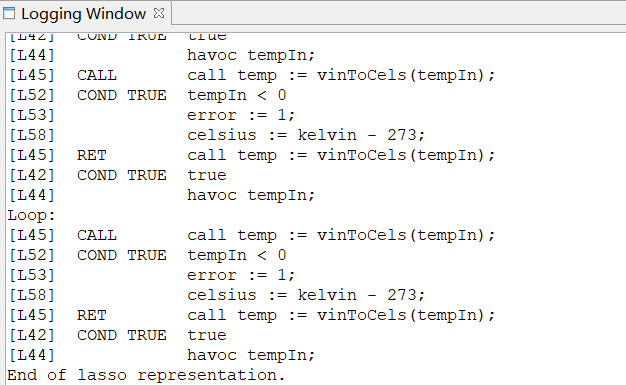 Logging Window
[L42] COND TRUE true
[L44] havoc tempIn;
[L45] CALL call temp := vinToCels(tempIn);
[L52] COND TRUE tempIn < 0
[L53] error := 1;
[L58] celsius := kelvin - 273;
[L45] RET call temp := vinToCels(tempIn);
[L42] COND TRUE true
[L44] havoc tempIn;
Loop:
[L45] CALL call temp := vinToCels(tempIn);
[L52] COND TRUE tempIn < 0
[L53] error := 1;
[L58] celsius := kelvin - 273;
[L45] RET call temp := vinToCels(tempIn);
[L42] COND TRUE true
[L44] havoc tempIn;
End of lasso representation.